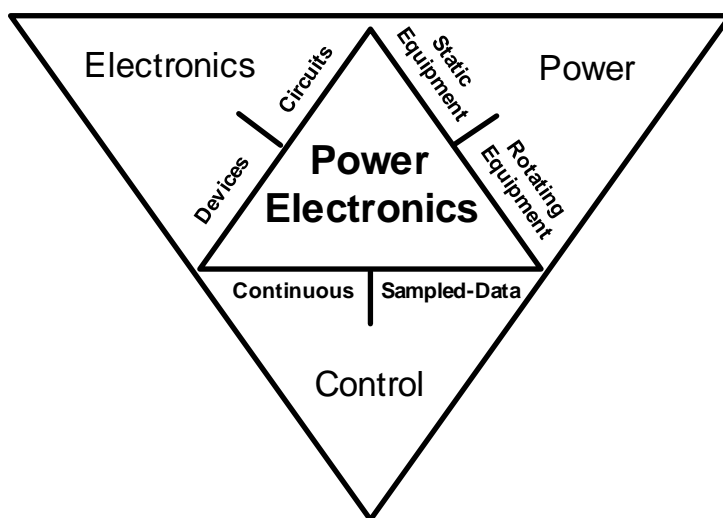 Electronics
Circuits
Devices
Static
Equipment
Power
Rotating
Equipment
Power
Electronics
Continuous
Sampled-Data
Control